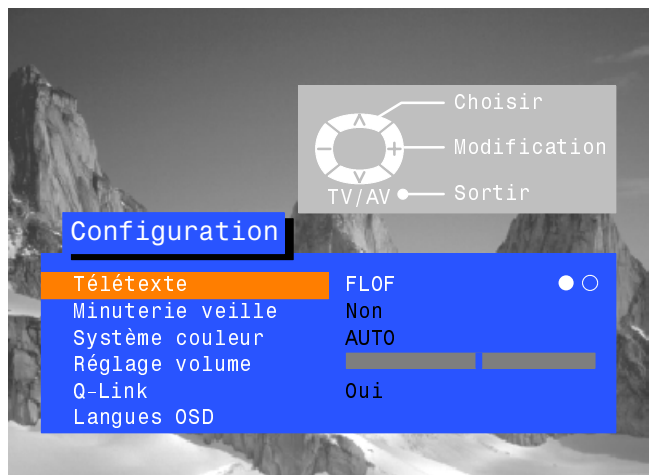 Choisir
Modification
TV/AV
Sortir
Configuration
Télétexte FLOF
Minuterie veille Non
Système couleur AUTO
Réglage volume
Q-Link Oui
Langues OSD